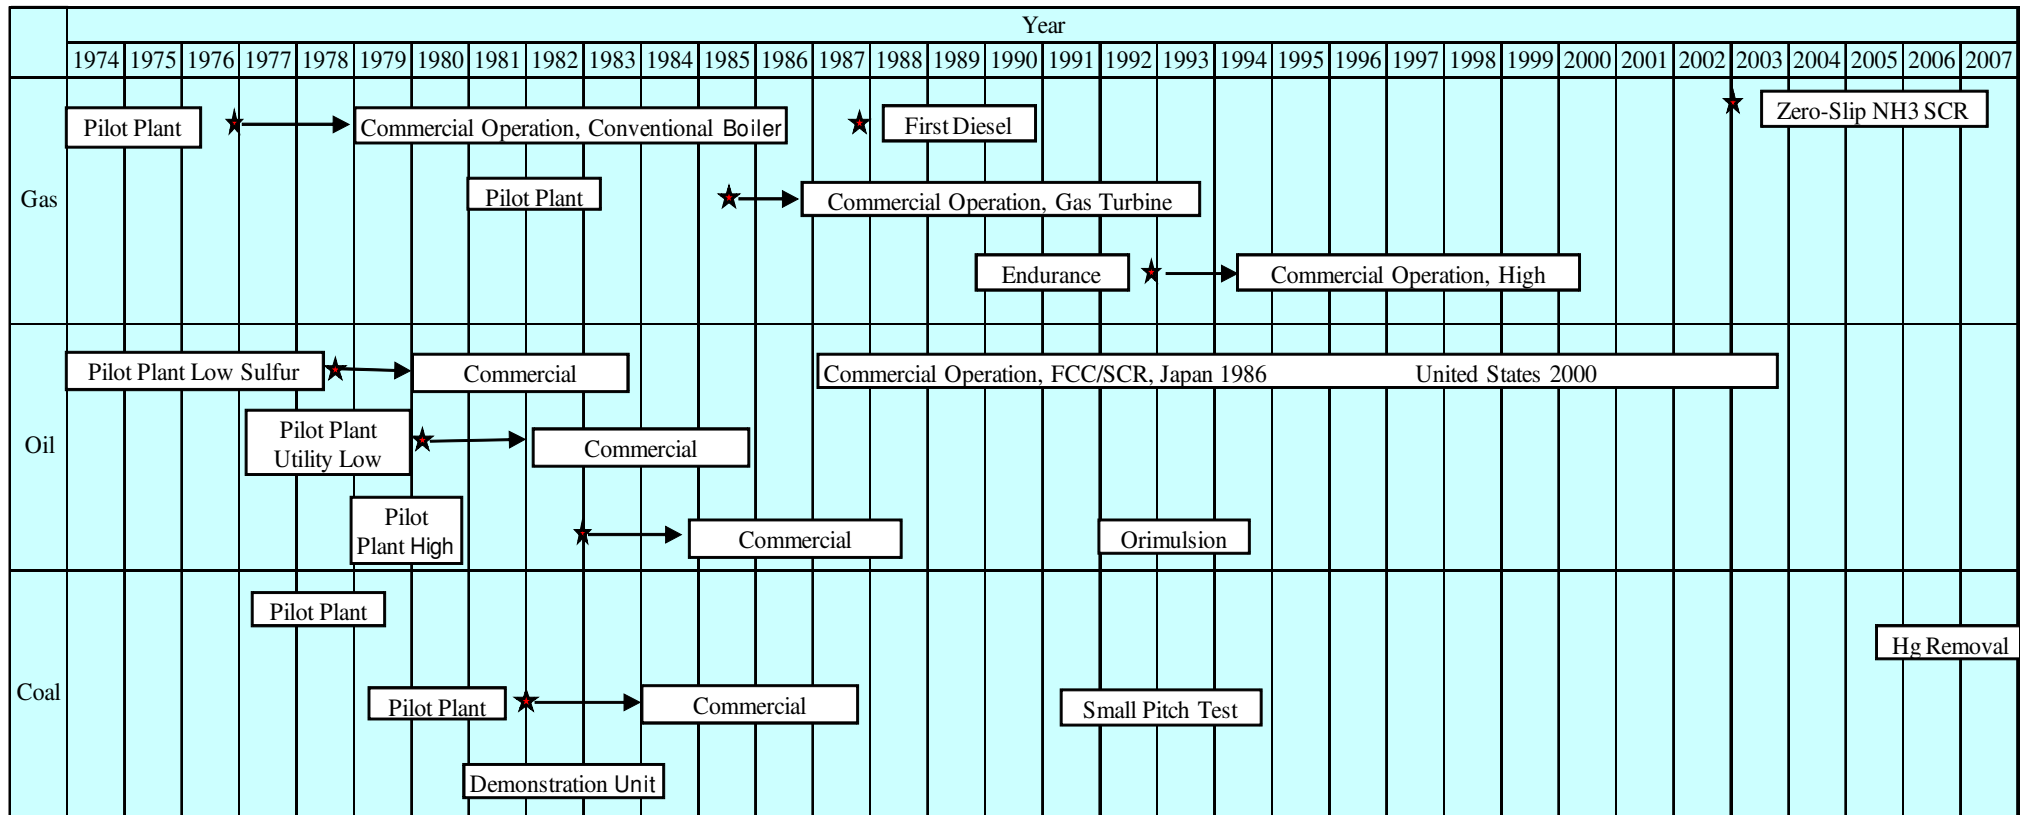 Year
1974 1975 1976 1977 1978 1979 1980 1981 1982 1983 1984 1985 1986 1987 1988 1989 1990 1991 1992 1993 1994 1995 1996 1997 1998 1999 2000 2001 2002 2003 2004 2005 2006 2007
Gas
Pilot Plant
Commercial Operation, Conventional Boiler
First Diesel
Zero-Slip NH3 SCR
Pilot Plant
Commercial Operation, Gas Turbine
Endurance
Commercial Operation, High
Oil
Pilot Plant Low Sulfur
Commercial
Commercial Operation, FCC/SCR, Japan 1986 United States 2000
Pilot Plant
Utility Low
Commercial
Pilot
Plant High
Commercial
Orimulsion
Coal
Pilot Plant
Hg Removal
Pilot Plant
Commercial
Small Pitch Test
Demonstration Unit